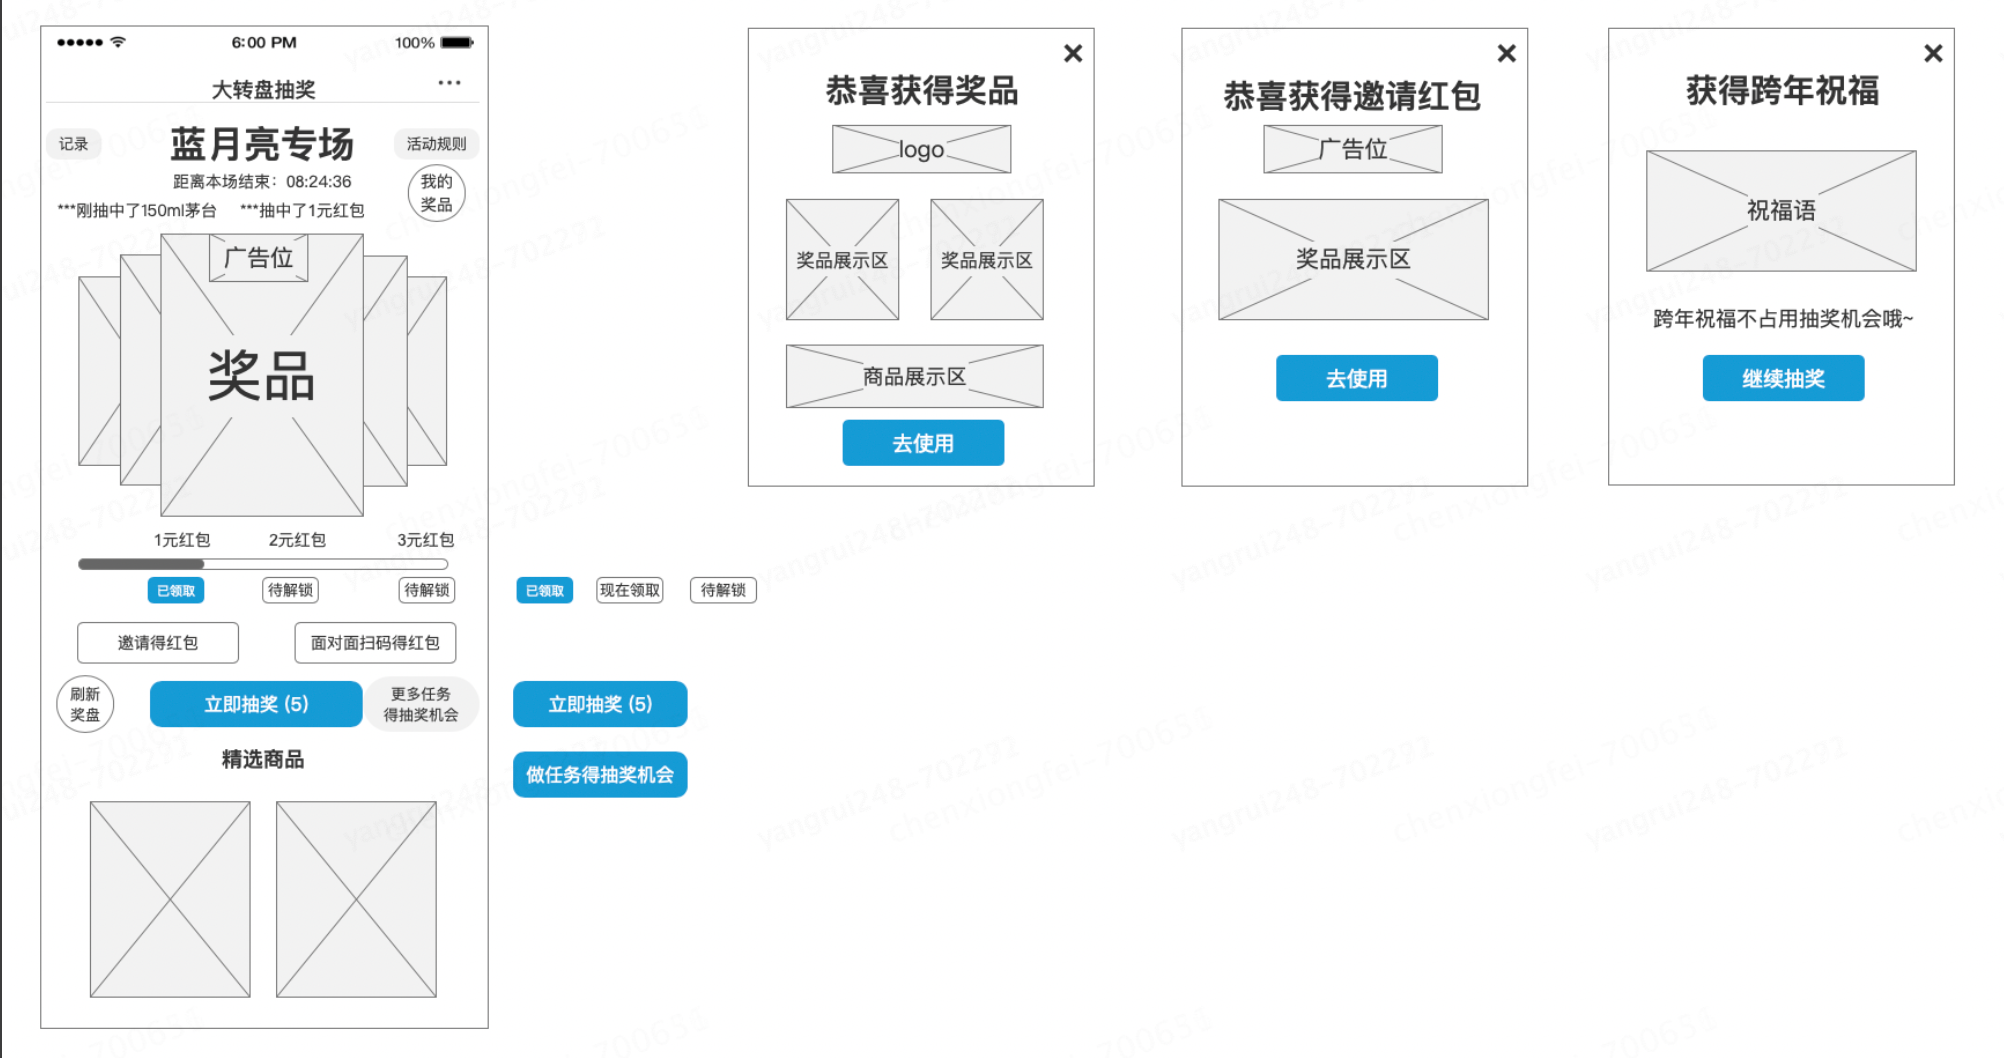 6:00 PM
100%
大转盘抽奖
记录
蓝月亮专场
活动规则
距离本场结束：08:24:36
我的
奖品
***刚抽中了150ml茅台
***抽中了1元红包
广告位
奖品
1元红包
2元红包
3元红包
已领取
待解锁
待解锁
邀请得红包
面对面扫码得红包
刷新
奖盘
立即抽奖 (5)
更多任务
得抽奖机会
精选商品
已领取
现在领取
待解锁
立即抽奖 (5)
做任务得抽奖机会
恭喜获得奖品
logo
奖品展示区
奖品展示区
商品展示区
去使用
恭喜获得邀请红包
广告位
奖品展示区
去使用
获得跨年祝福
祝福语
跨年祝福不占用抽奖机会哦~
继续抽奖